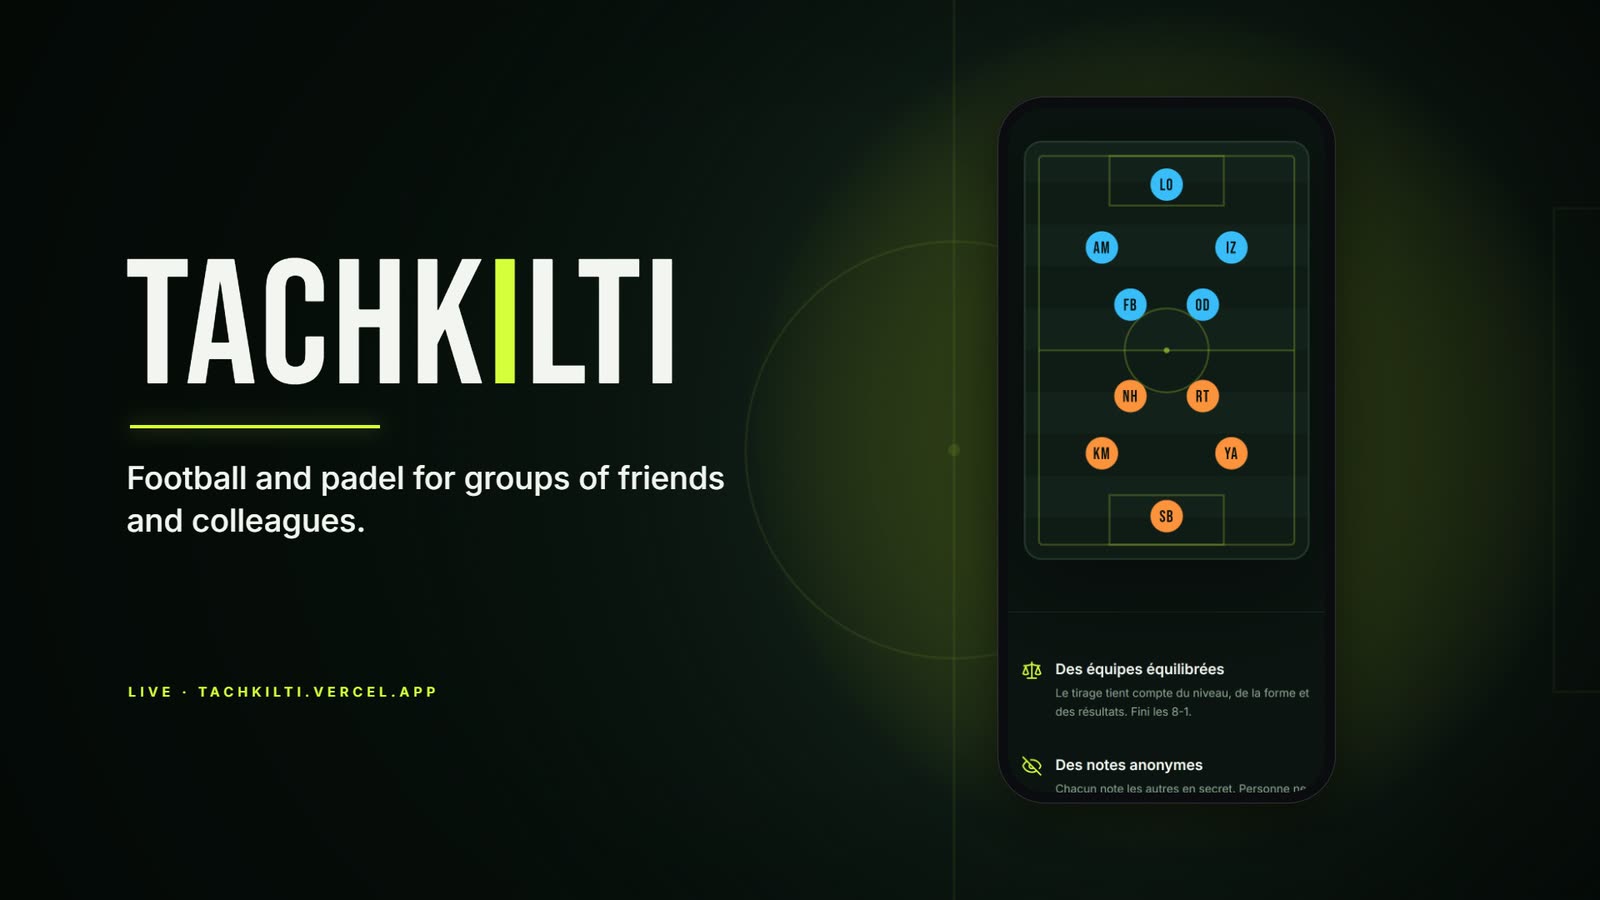 TACHKILTI
Football and padel for groups of friends
and colleagues.
LIVE · TACHKILTI.VERCEL.APP
LO
AM
IZ
FB
OD
NH
RT
KM
YA
SB
Des équipes équilibrées
Le tirage tient compte du niveau, de la forme et
des résultats. Fini les 8-1.
Des notes anonymes
Chacun note les autres en secret. Personne ne